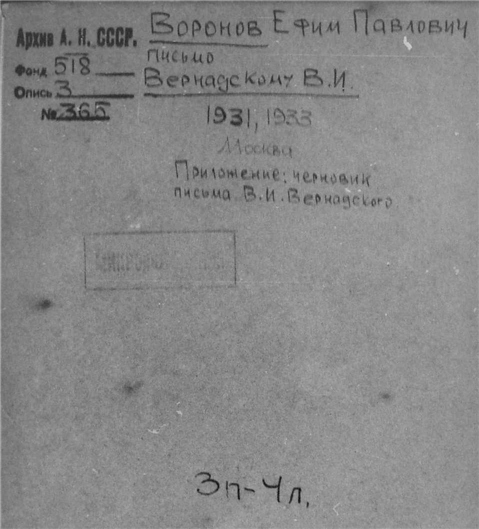 Архив А. Н. СССР.
Фонд 518
Опись 3
№ 365
Воронов Ефим Павлович
письмо
Вернадскому В.И.
1931, 1933
Москва
Приложение: черновик
письма В.И. Вернадского
3п-4л.